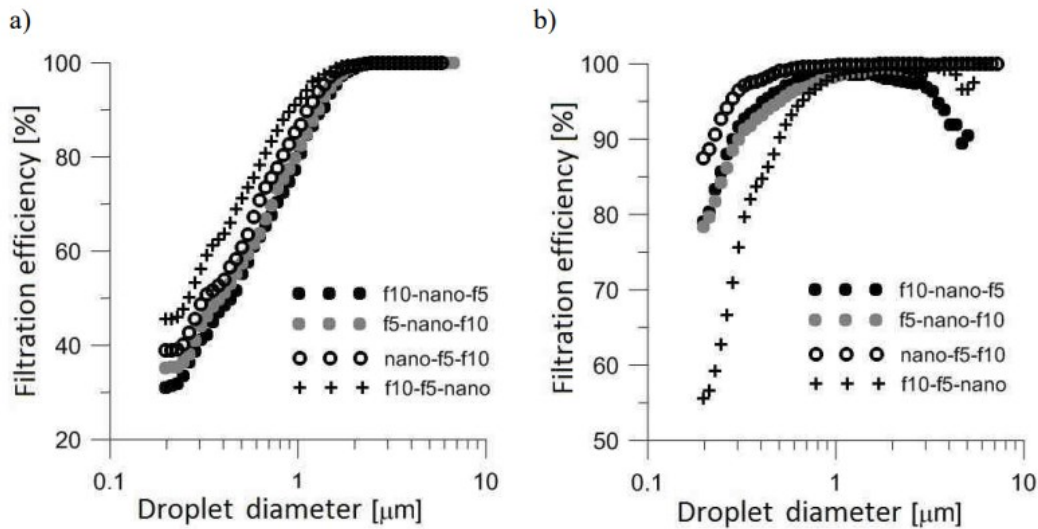 a)
Filtration efficiency [%]
100
80
60
40
20
f10-nano-f5
f5-nano-f10
nano-f5-f10
f10-f5-nano
0.1
1
10
Droplet diameter [μm]
b)
Filtration efficiency [%]
100
90
80
70
60
50
f10-nano-f5
f5-nano-f10
nano-f5-f10
f10-f5-nano
0.1
1
10
Droplet diameter [μm]